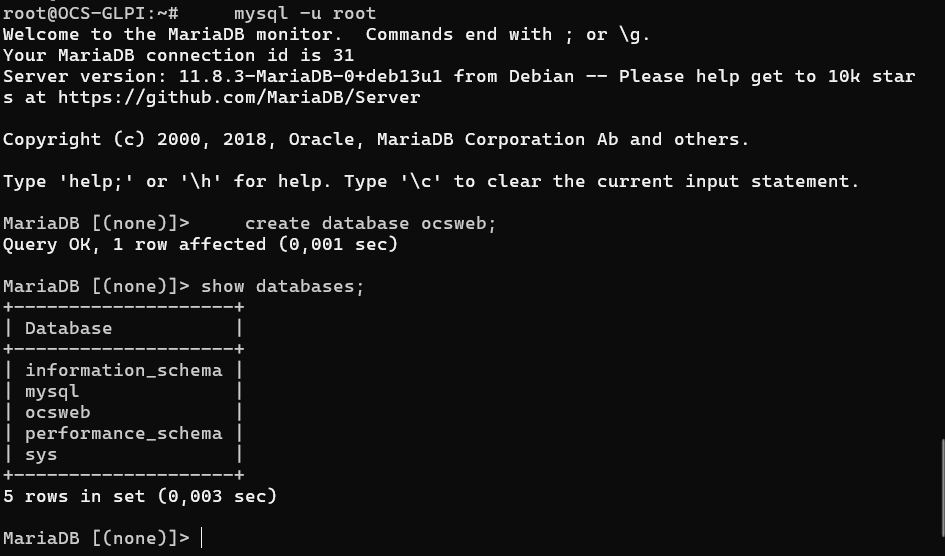 root@OCS-GLPI:~#     mysql -u root
Welcome to the MariaDB monitor.  Commands end with ; or \g.
Your MariaDB connection id is 31
Server version: 11.8.3-MariaDB-0+deb13u1 from Debian -- Please help get to 10k star
s at https://github.com/MariaDB/Server

Copyright (c) 2000, 2018, Oracle, MariaDB Corporation Ab and others.

Type 'help;' or '\h' for help. Type '\c' to clear the current input statement.

MariaDB [(none)]>     create database ocsweb;
Query OK, 1 row affected (0,001 sec)

MariaDB [(none)]> show databases;
+--------------------+
| Database           |
+--------------------+
| information_schema |
| mysql              |
| ocsweb             |
| performance_schema |
| sys                |
+--------------------+
5 rows in set (0,003 sec)

MariaDB [(none)]>